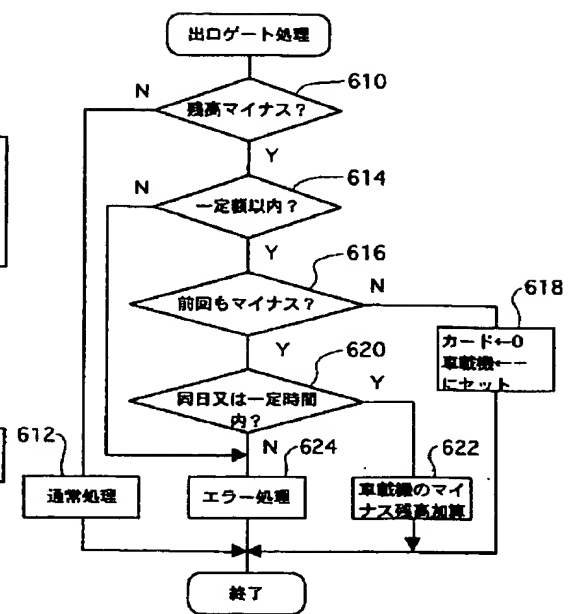 出口ゲート処理
610
N
残高マイナス?
Y
614
N
一定額以内?
Y
616
N
前回もマイナス?
618
カード←0
車載機←−
にセット
Y
620
Y
同日又は一定時間
内?
N
612
624
622
通常処理
エラー処理
車載機のマイ
ナス残高加算
終了